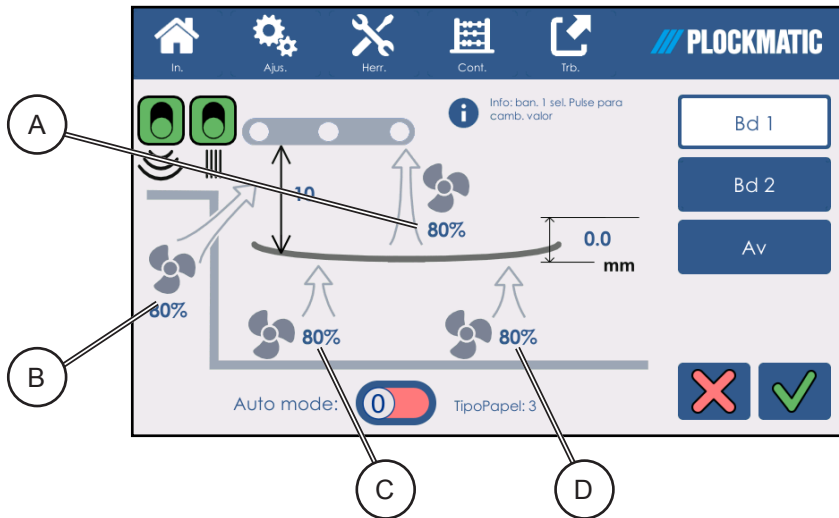 In.
Ajus.
Herr.
Cont.
Trb.
PLOCKMATIC
A
Info: ban. 1 sel. Pulse para
camb. valor
Bd 1
10
80%
Bd 2
0.0
mm
Av
B
80%
80%
80%
Auto mode:
0
TipoPapel: 3
C
D